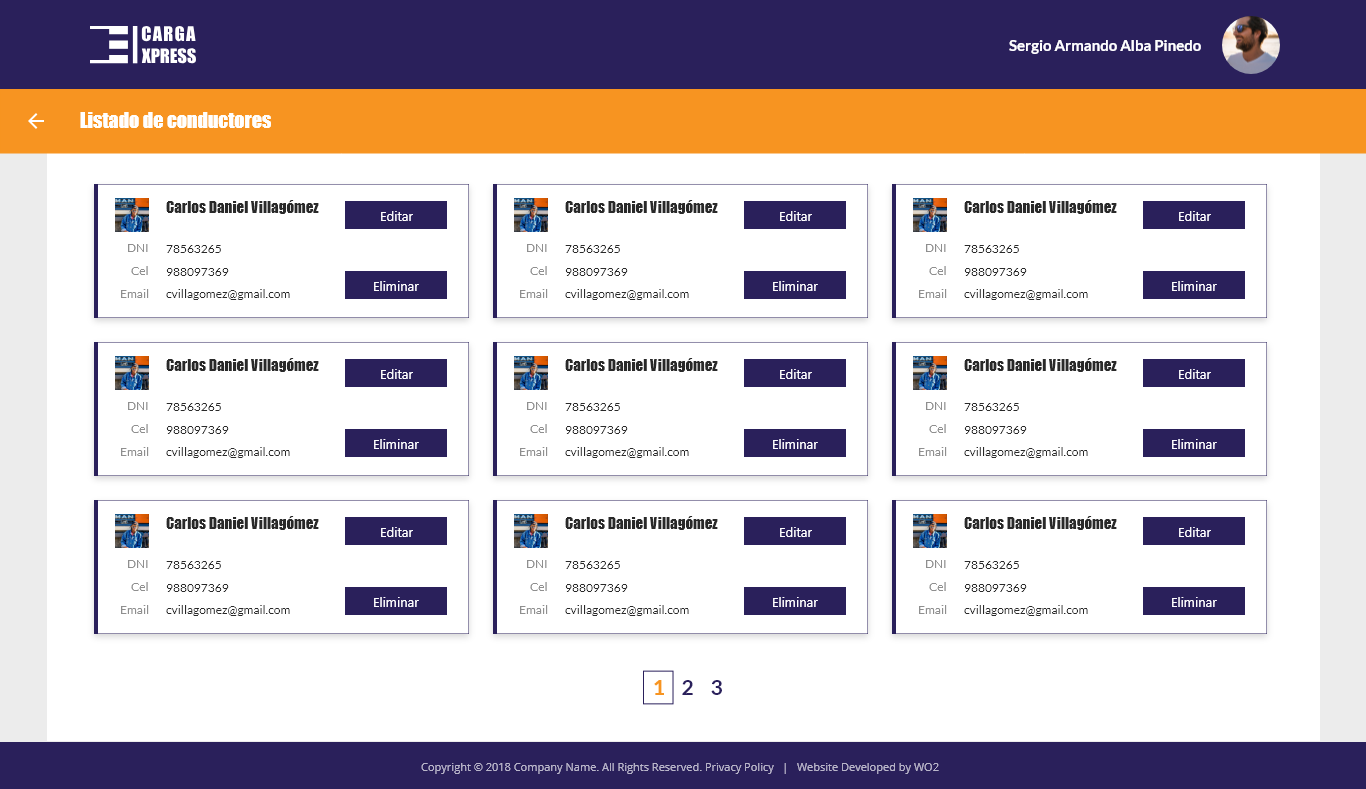 CARGA
XPRESS
Sergio Armando Alba Pinedo
Listado de conductores
Carlos Daniel Villagómez
Editar
DNI 78563265
Cel 988097369
Email cvillagomez@gmail.com
Eliminar
Carlos Daniel Villagómez
Editar
DNI 78563265
Cel 988097369
Email cvillagomez@gmail.com
Eliminar
Carlos Daniel Villagómez
Editar
DNI 78563265
Cel 988097369
Email cvillagomez@gmail.com
Eliminar
Carlos Daniel Villagómez
Editar
DNI 78563265
Cel 988097369
Email cvillagomez@gmail.com
Eliminar
Carlos Daniel Villagómez
Editar
DNI 78563265
Cel 988097369
Email cvillagomez@gmail.com
Eliminar
Carlos Daniel Villagómez
Editar
DNI 78563265
Cel 988097369
Email cvillagomez@gmail.com
Eliminar
Carlos Daniel Villagómez
Editar
DNI 78563265
Cel 988097369
Email cvillagomez@gmail.com
Eliminar
Carlos Daniel Villagómez
Editar
DNI 78563265
Cel 988097369
Email cvillagomez@gmail.com
Eliminar
Carlos Daniel Villagómez
Editar
DNI 78563265
Cel 988097369
Email cvillagomez@gmail.com
Eliminar
1 2 3
Copyright © 2018 Company Name. All Rights Reserved. Privacy Policy | Website Developed by WO2